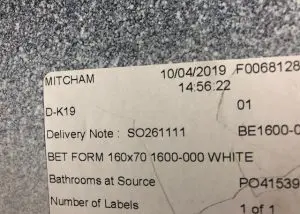 MITCHAM 10/04/2019 F0068128
14:56.22
D-K19 01
Delivery Note : SO261111 BE1600-0
BET FORM 160x70 1600-000 WHITE
Bathrooms at Source PO41539
Number of Labels 1 of 1